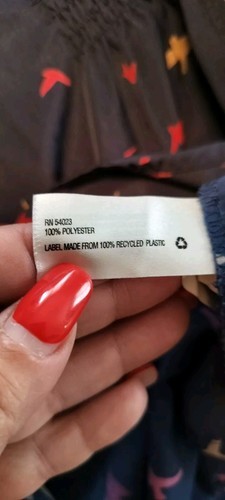 RN 54023
100% POLYESTER
LABEL MADE FROM 100% RECYCLED PLASTIC